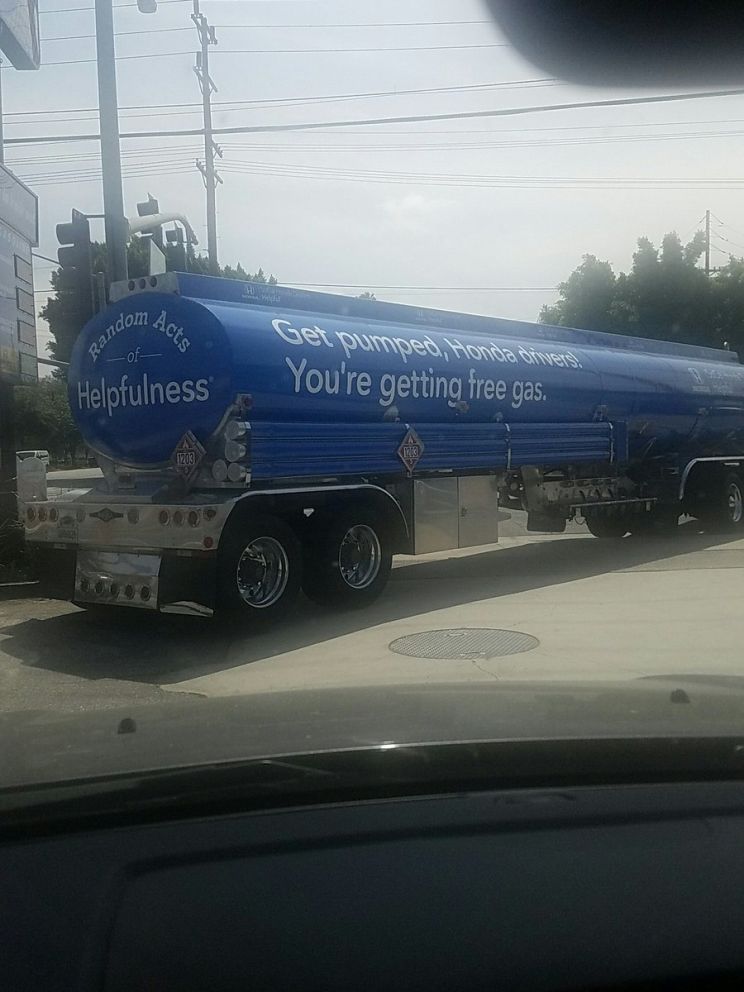 Random Acts
of
Helpfulness
Get pumped, Honda drivers!
You're getting free gas.
1203
1203